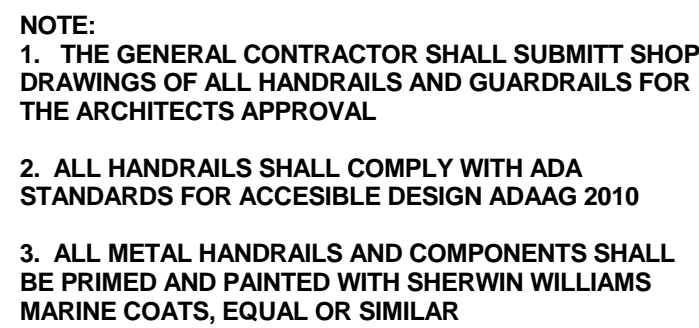 NOTE:
1. THE GENERAL CONTRACTOR SHALL SUBMITT SHOP
DRAWINGS OF ALL HANDRAILS AND GUARDRAILS FOR
THE ARCHITECTS APPROVAL
2. ALL HANDRAILS SHALL COMPLY WITH ADA
STANDARDS FOR ACCESIBLE DESIGN ADAAG 2010
3. ALL METAL HANDRAILS AND COMPONENTS SHALL
BE PRIMED AND PAINTED WITH SHERWIN WILLIAMS
MARINE COATS, EQUAL OR SIMILAR